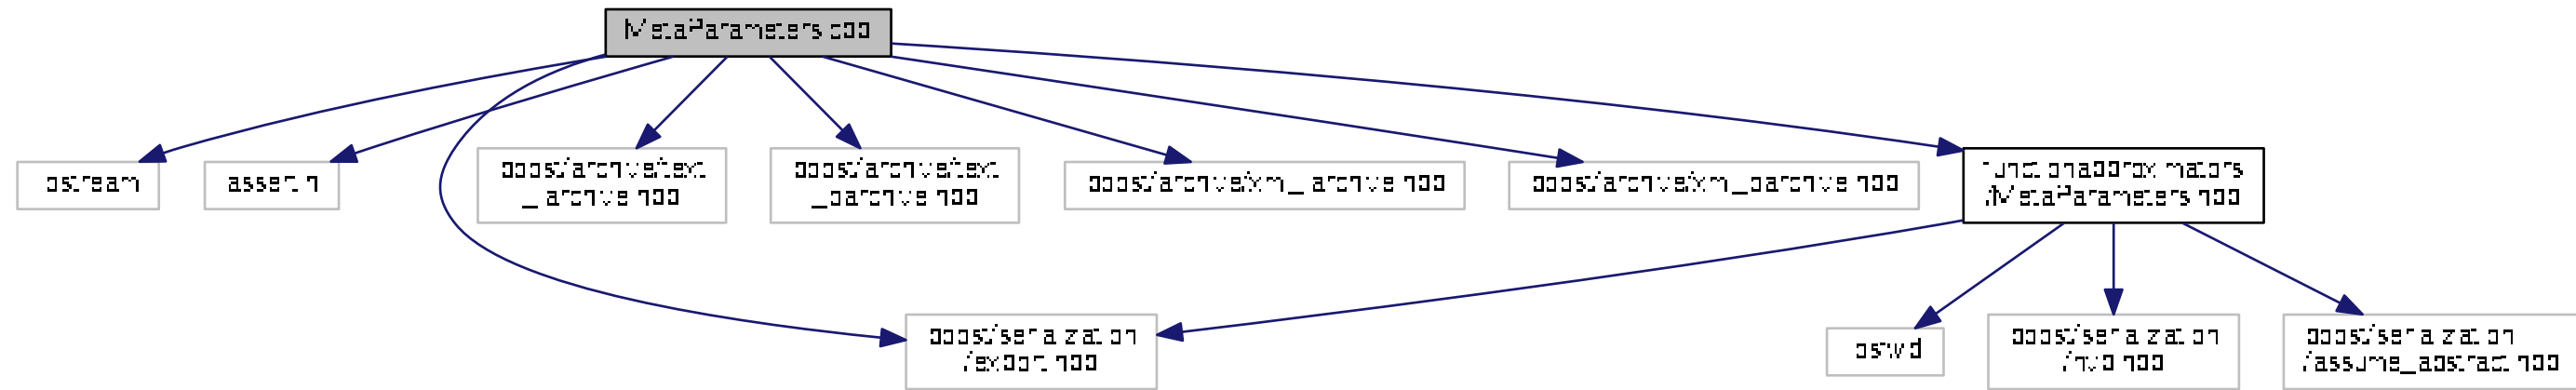 MetaParameters.cpp
iostream
assert.h
boost/archive/text
_iarchive.hpp
boost/archive/text
_oarchive.hpp
boost/archive/xml_iarchive.hpp
boost/archive/xml_oarchive.hpp
functionapproximators
/MetaParameters.hpp
boost/serialization
/export.hpp
iosfwd
boost/serialization
/nvp.hpp
boost/serialization
/assume_abstract.hpp